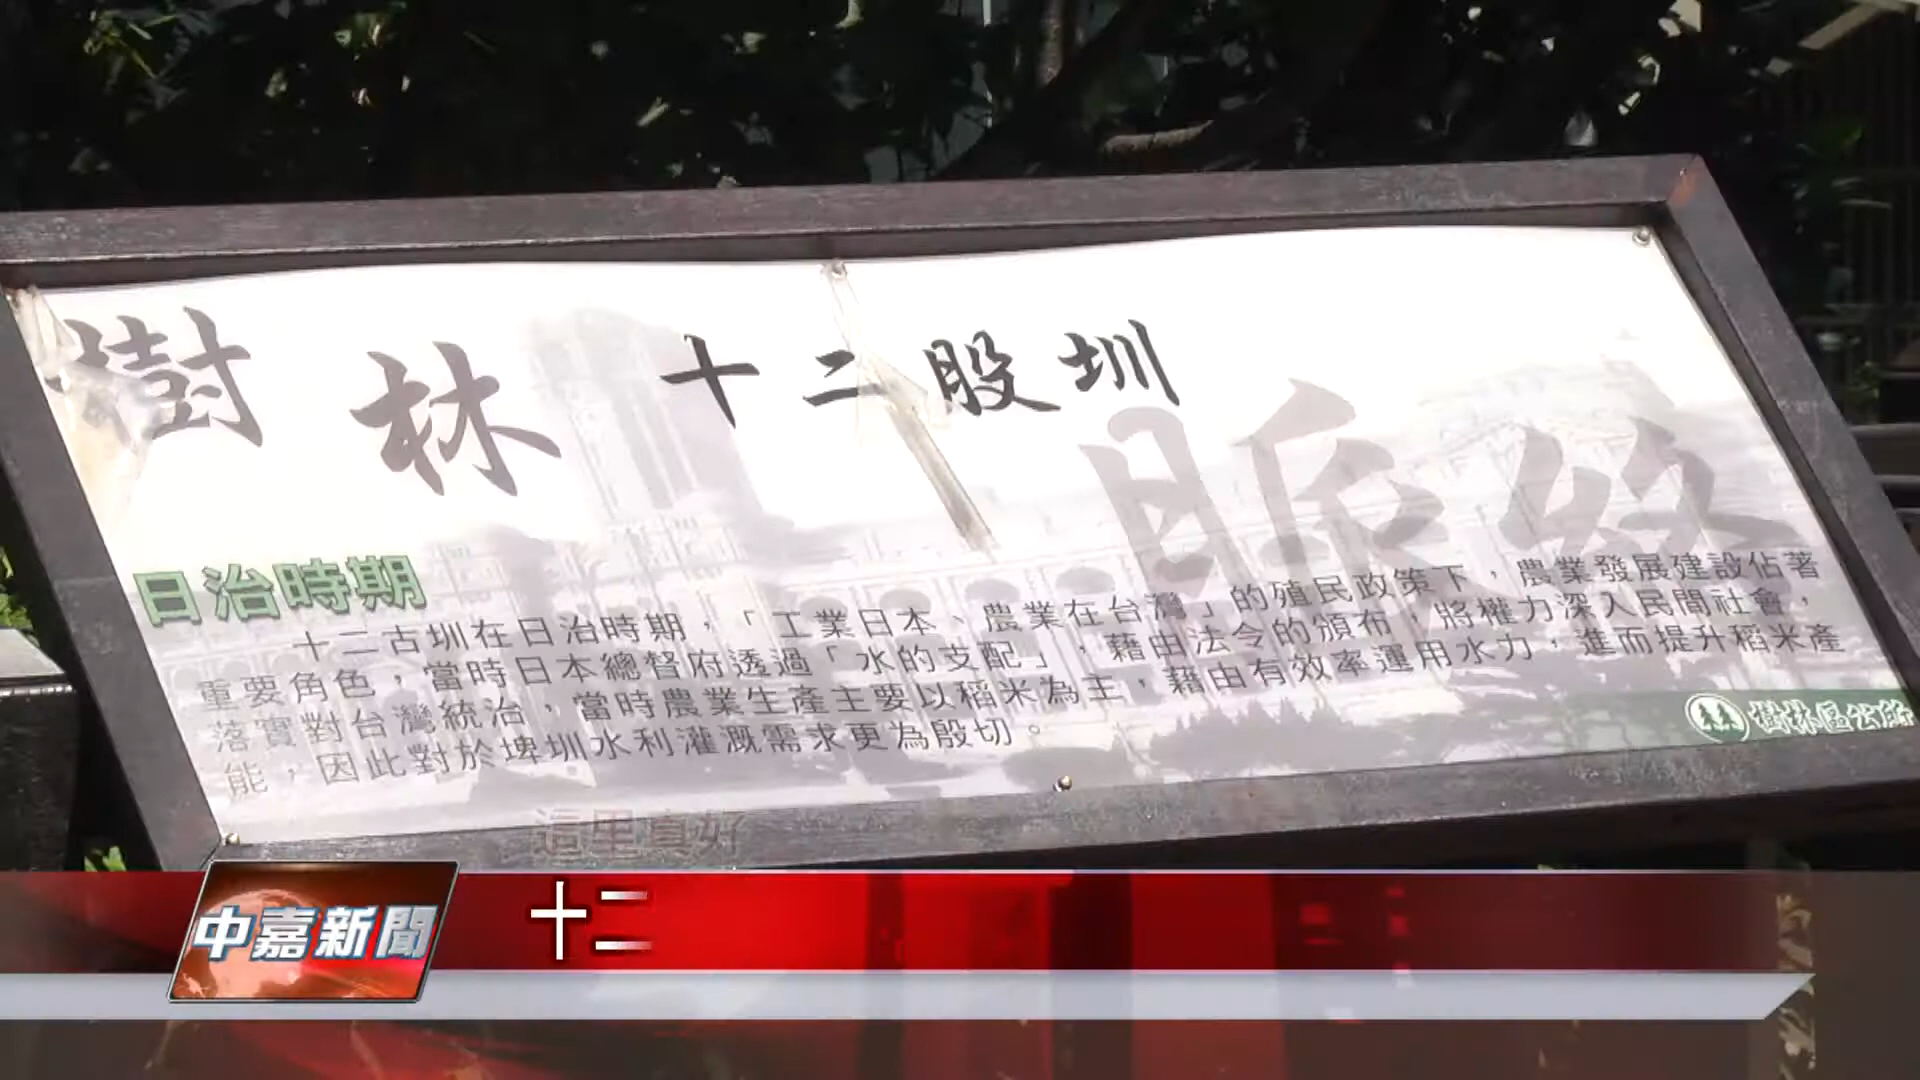 樹林 十二股圳
脈絡
日治時期
十二古圳在日治時期，「工業日本、農業在台灣」的殖民政策下，農業發展建設佔著
重要角色，當時日本總督府透過「水的支配」，藉由法令的頒布，將權力深入民間社會，
落實對台灣統治，當時農業生產主要以稻米為主，藉由有效率運用水力，進而提升稻米產
能，因此對於埤圳水利灌溉需求更為殷切。
樹林區公所
這里真好
中嘉新聞
十二